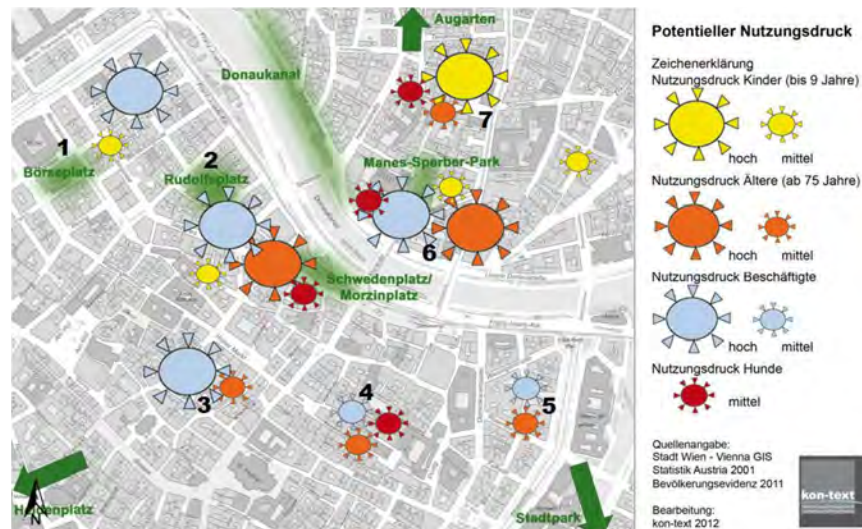 Augarten
Donaukanal
7
1
Börseplatz
2
Rudolfsplatz
Manes-Sperber-Park
6
Schwedenplatz/
Morzinplatz
3
4
5
Heldenplatz
N
Stadtpark
Potentieller Nutzungsdruck
Zeichenerklärung
Nutzungsdruck Kinder (bis 9 Jahre)
hoch mittel
Nutzungsdruck Ältere (ab 75 Jahre)
hoch mittel
Nutzungsdruck Beschäftigte
hoch mittel
Nutzungsdruck Hunde
mittel
Quellenangabe:
Stadt Wien - Vienna GIS
Statistik Austria 2001
Bevölkerungsevidenz 2011
Bearbeitung:
kon-text 2012
kon-text